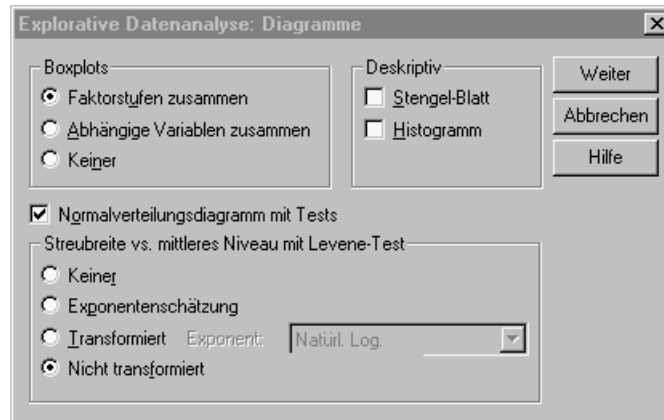 Explorative Datenanalyse: Diagramme
Boxplots
Faktorstufen zusammen
Abhängige Variablen zusammen
Keiner
Deskriptiv
Stengel-Blatt
Histogramm
Weiter
Abbrechen
Hilfe
Normalverteilungsdiagramm mit Tests
Streubreite vs. mittleres Niveau mit Levene-Test
Keiner
Exponentenschätzung
Transformiert Exponent: Natürl. Log.
Nicht transformiert